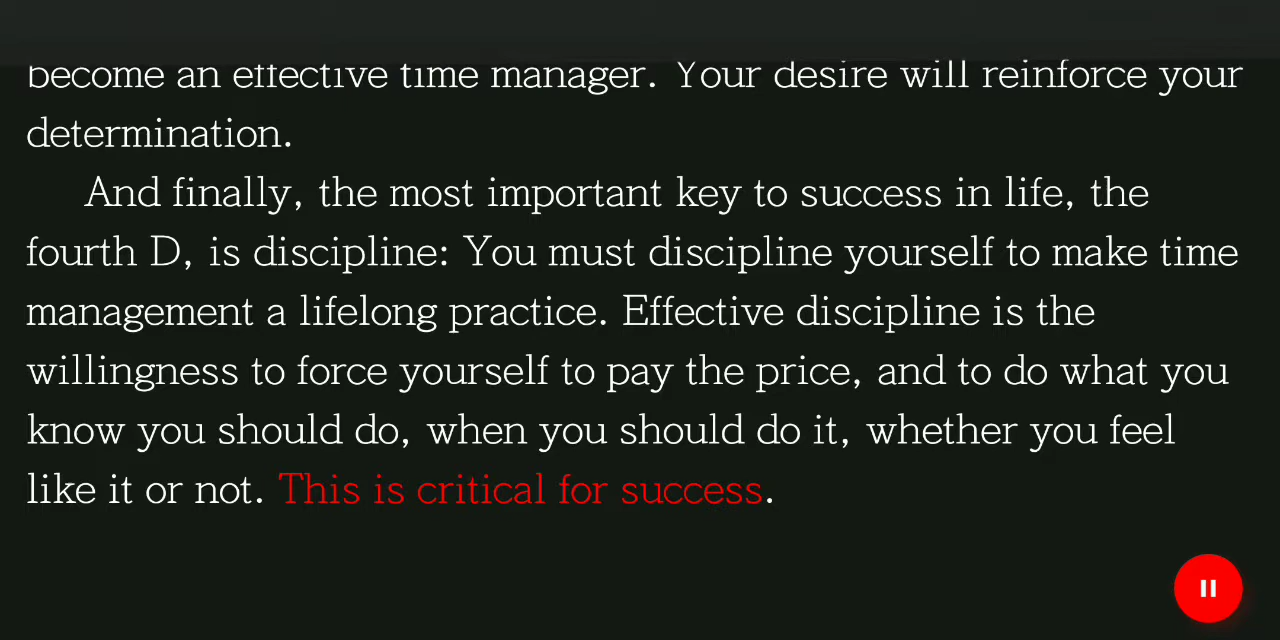 become an effective time manager. Your desire will reinforce your
determination.
And finally, the most important key to success in life, the
fourth D, is discipline: You must discipline yourself to make time
management a lifelong practice. Effective discipline is the
willingness to force yourself to pay the price, and to do what you
know you should do, when you should do it, whether you feel
like it or not. This is critical for success.